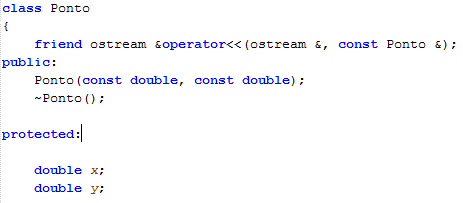 class Ponto
{
friend ostream &operator<<(ostream &, const Ponto &);
public:
Ponto(const double, const double);
~Ponto();
protected:
double x;
double y;